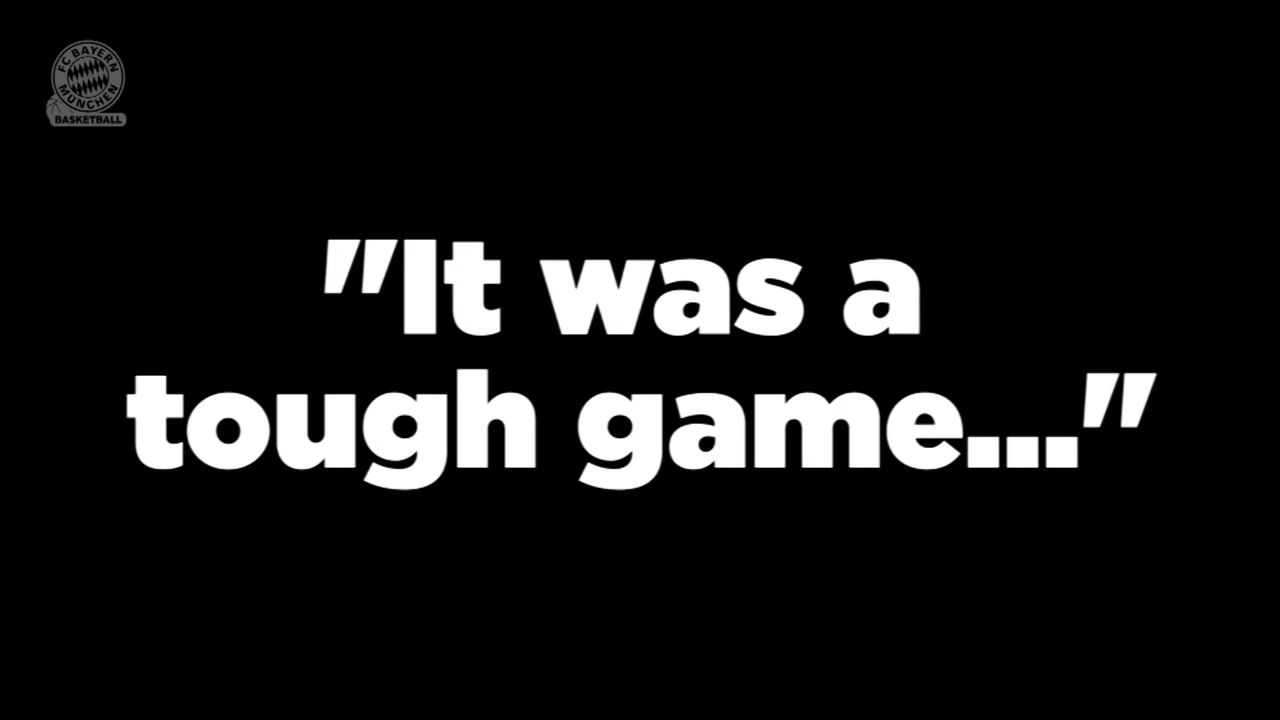 FC BAYERN
MÜNCHEN
BASKETBALL
"It was a
tough game..."